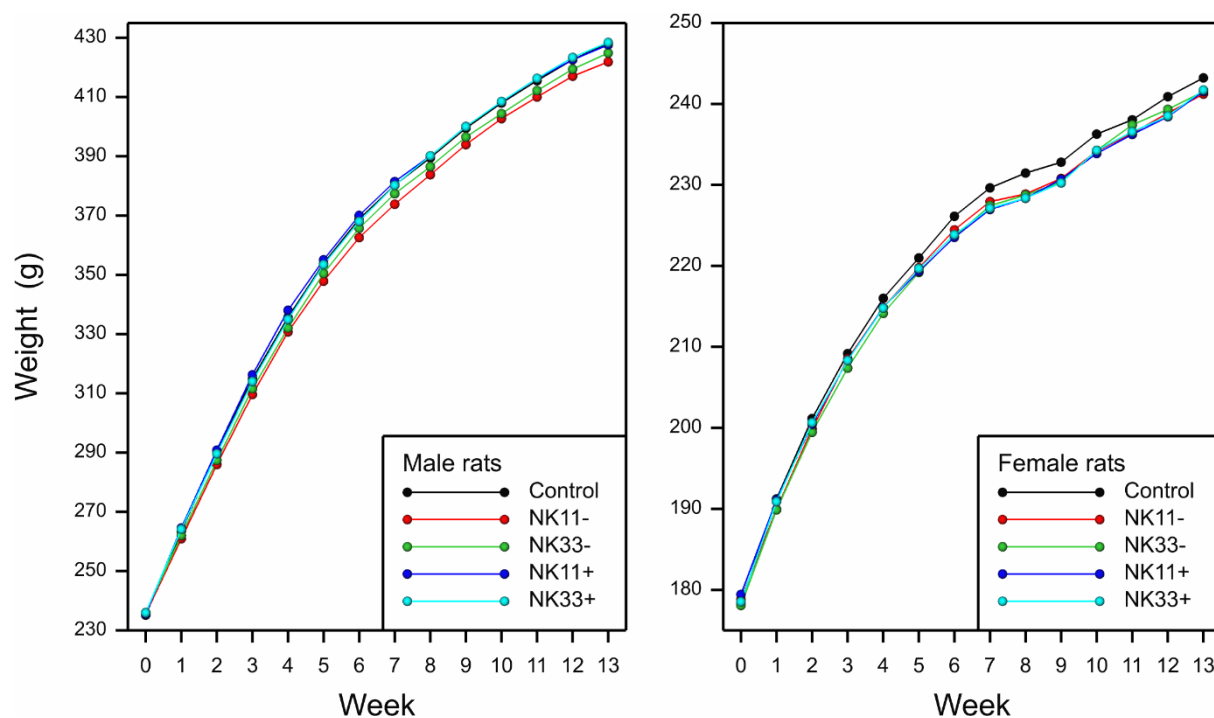 Weight (g)
430
410
390
370
350
330
310
290
270
250
230
Male rats
Control
NK11-
NK33-
NK11+
NK33+
0 1 2 3 4 5 6 7 8 9 10 11 12 13
Week
250
240
230
220
210
200
190
180
Female rats
Control
NK11-
NK33-
NK11+
NK33+
0 1 2 3 4 5 6 7 8 9 10 11 12 13
Week